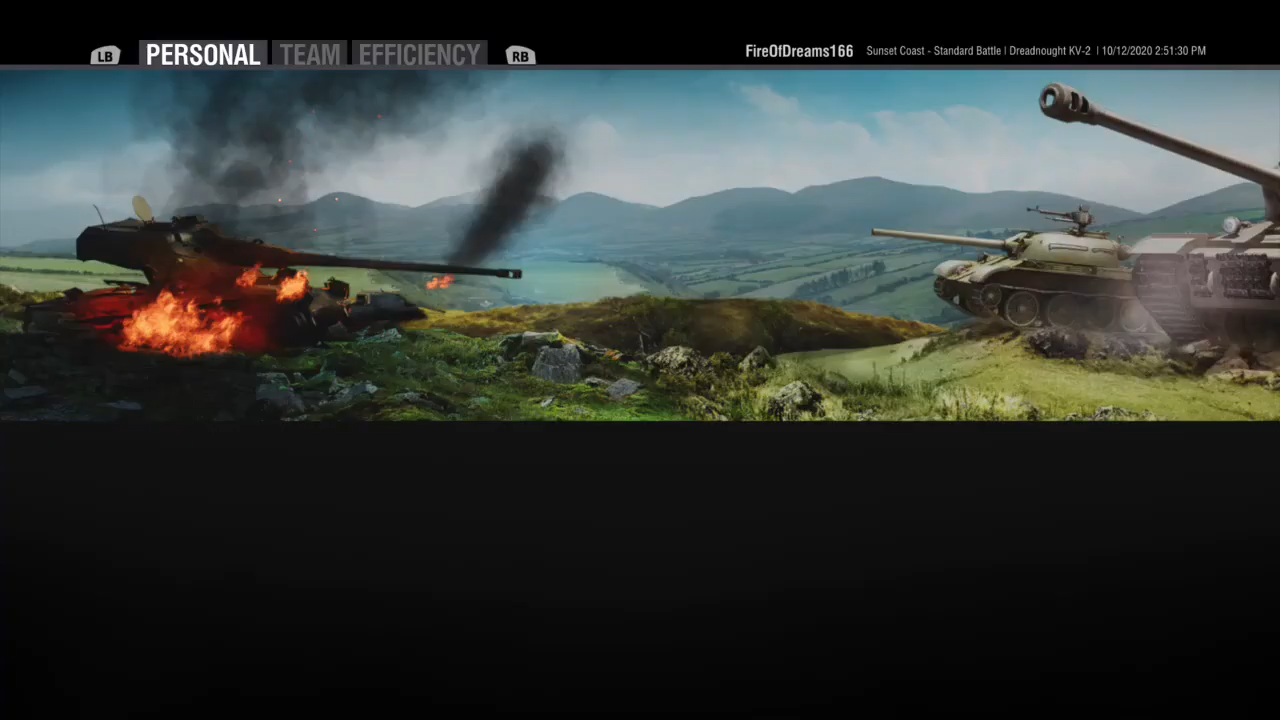 LB PERSONAL TEAM EFFICIENCY RB FireOfDreams166 Sunset Coast - Standard Battle | Dreadnought KV-2 | 10/12/2020 2:51:30 PM